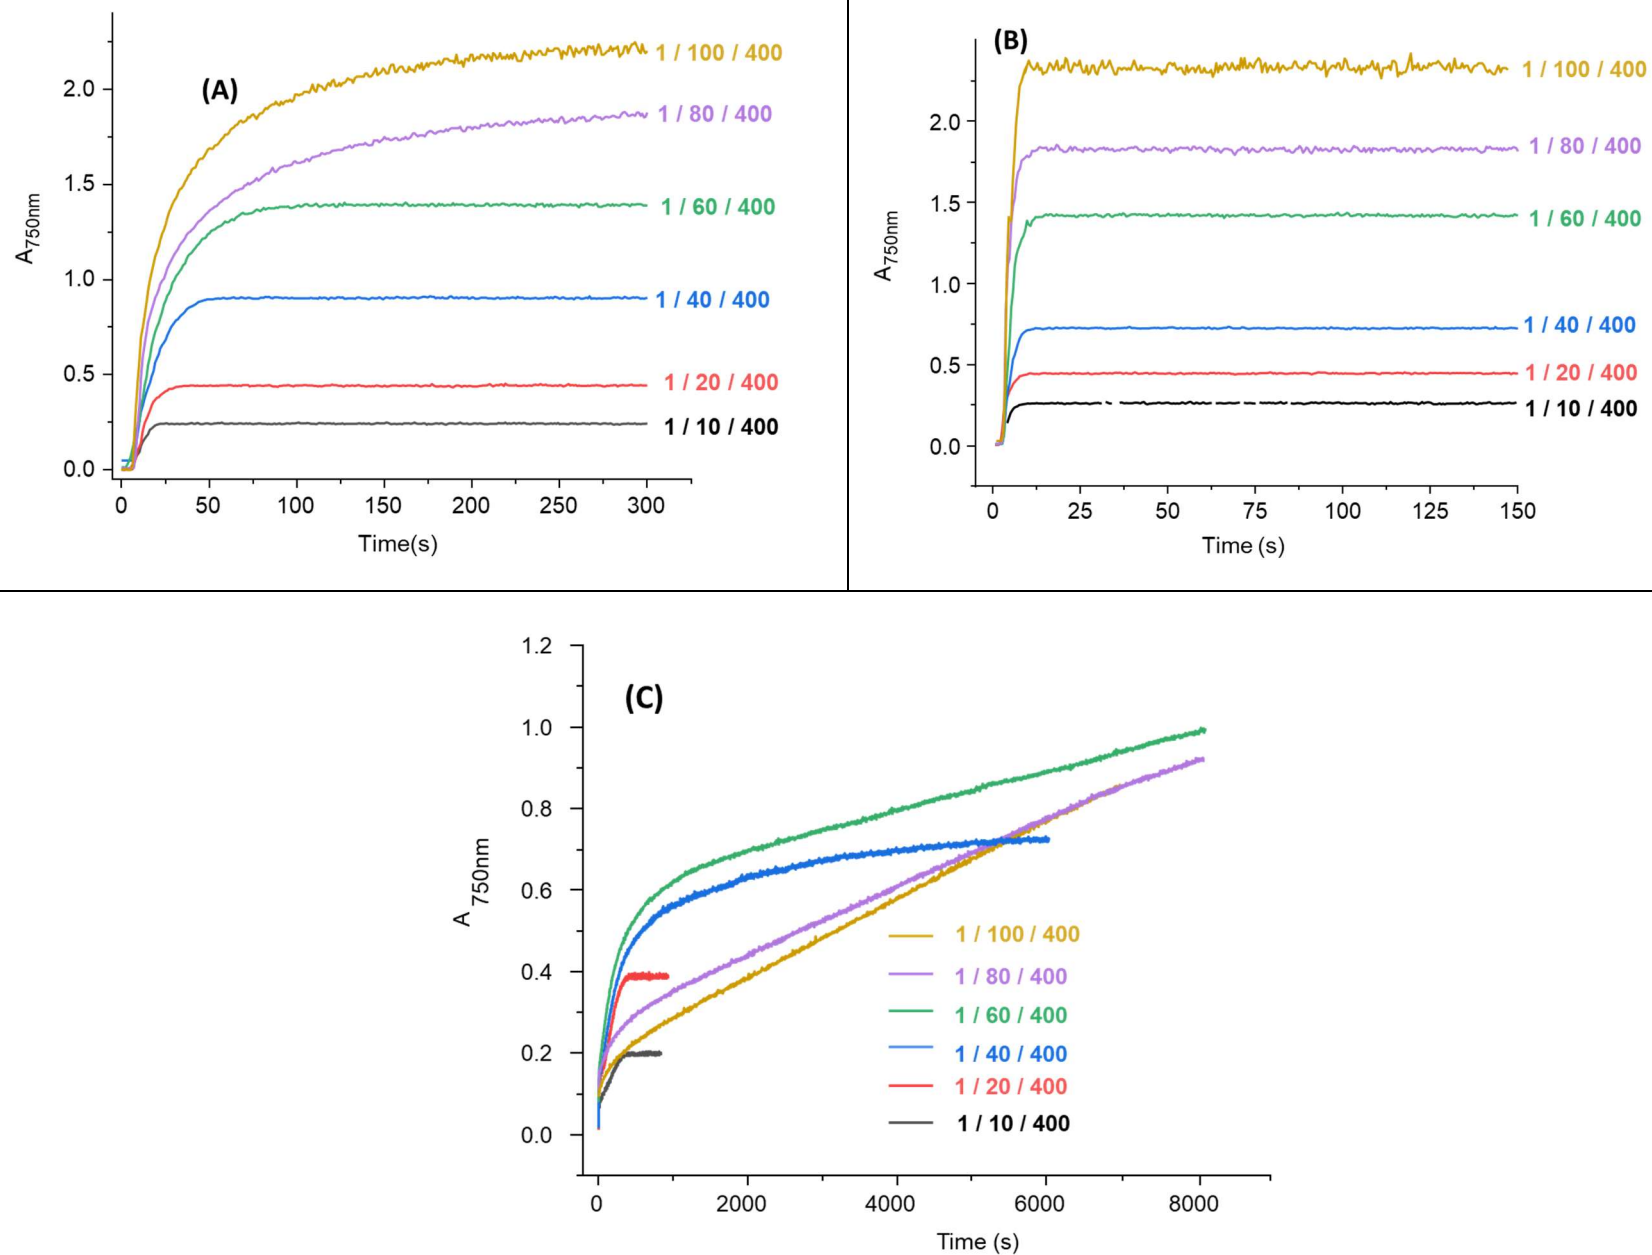 (A)
2.0
1.5
1.0
0.5
0.0
A750nm
0 50 100 150 200 250 300
Time(s)
1 / 100 / 400
1 / 80 / 400
1 / 60 / 400
1 / 40 / 400
1 / 20 / 400
1 / 10 / 400
(B)
2.0
1.5
1.0
0.5
0.0
A750nm
0 25 50 75 100 125 150
Time (s)
1 / 100 / 400
1 / 80 / 400
1 / 60 / 400
1 / 40 / 400
1 / 20 / 400
1 / 10 / 400
(C)
1.2
1.0
0.8
0.6
0.4
0.2
0.0
A 750nm
0 2000 4000 6000 8000
Time (s)
1 / 100 / 400
1 / 80 / 400
1 / 60 / 400
1 / 40 / 400
1 / 20 / 400
1 / 10 / 400